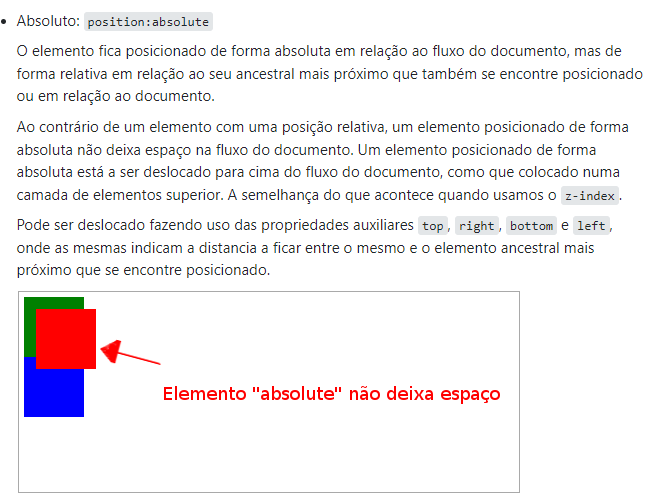 • Absoluto: position:absolute
O elemento fica posicionado de forma absoluta em relação ao fluxo do documento, mas de
forma relativa em relação ao seu ancestral mais próximo que também se encontre posicionado
ou em relação ao documento.
Ao contrário de um elemento com uma posição relativa, um elemento posicionado de forma
absoluta não deixa espaço na fluxo do documento. Um elemento posicionado de forma
absoluta está a ser deslocado para cima do fluxo do documento, como que colocado numa
camada de elementos superior. A semelhança do que acontece quando usamos o z-index.
Pode ser deslocado fazendo uso das propriedades auxiliares top, right, bottom e left,
onde as mesmas indicam a distancia a ficar entre o mesmo e o elemento ancestral mais
próximo que se encontre posicionado.
Elemento "absolute" não deixa espaço